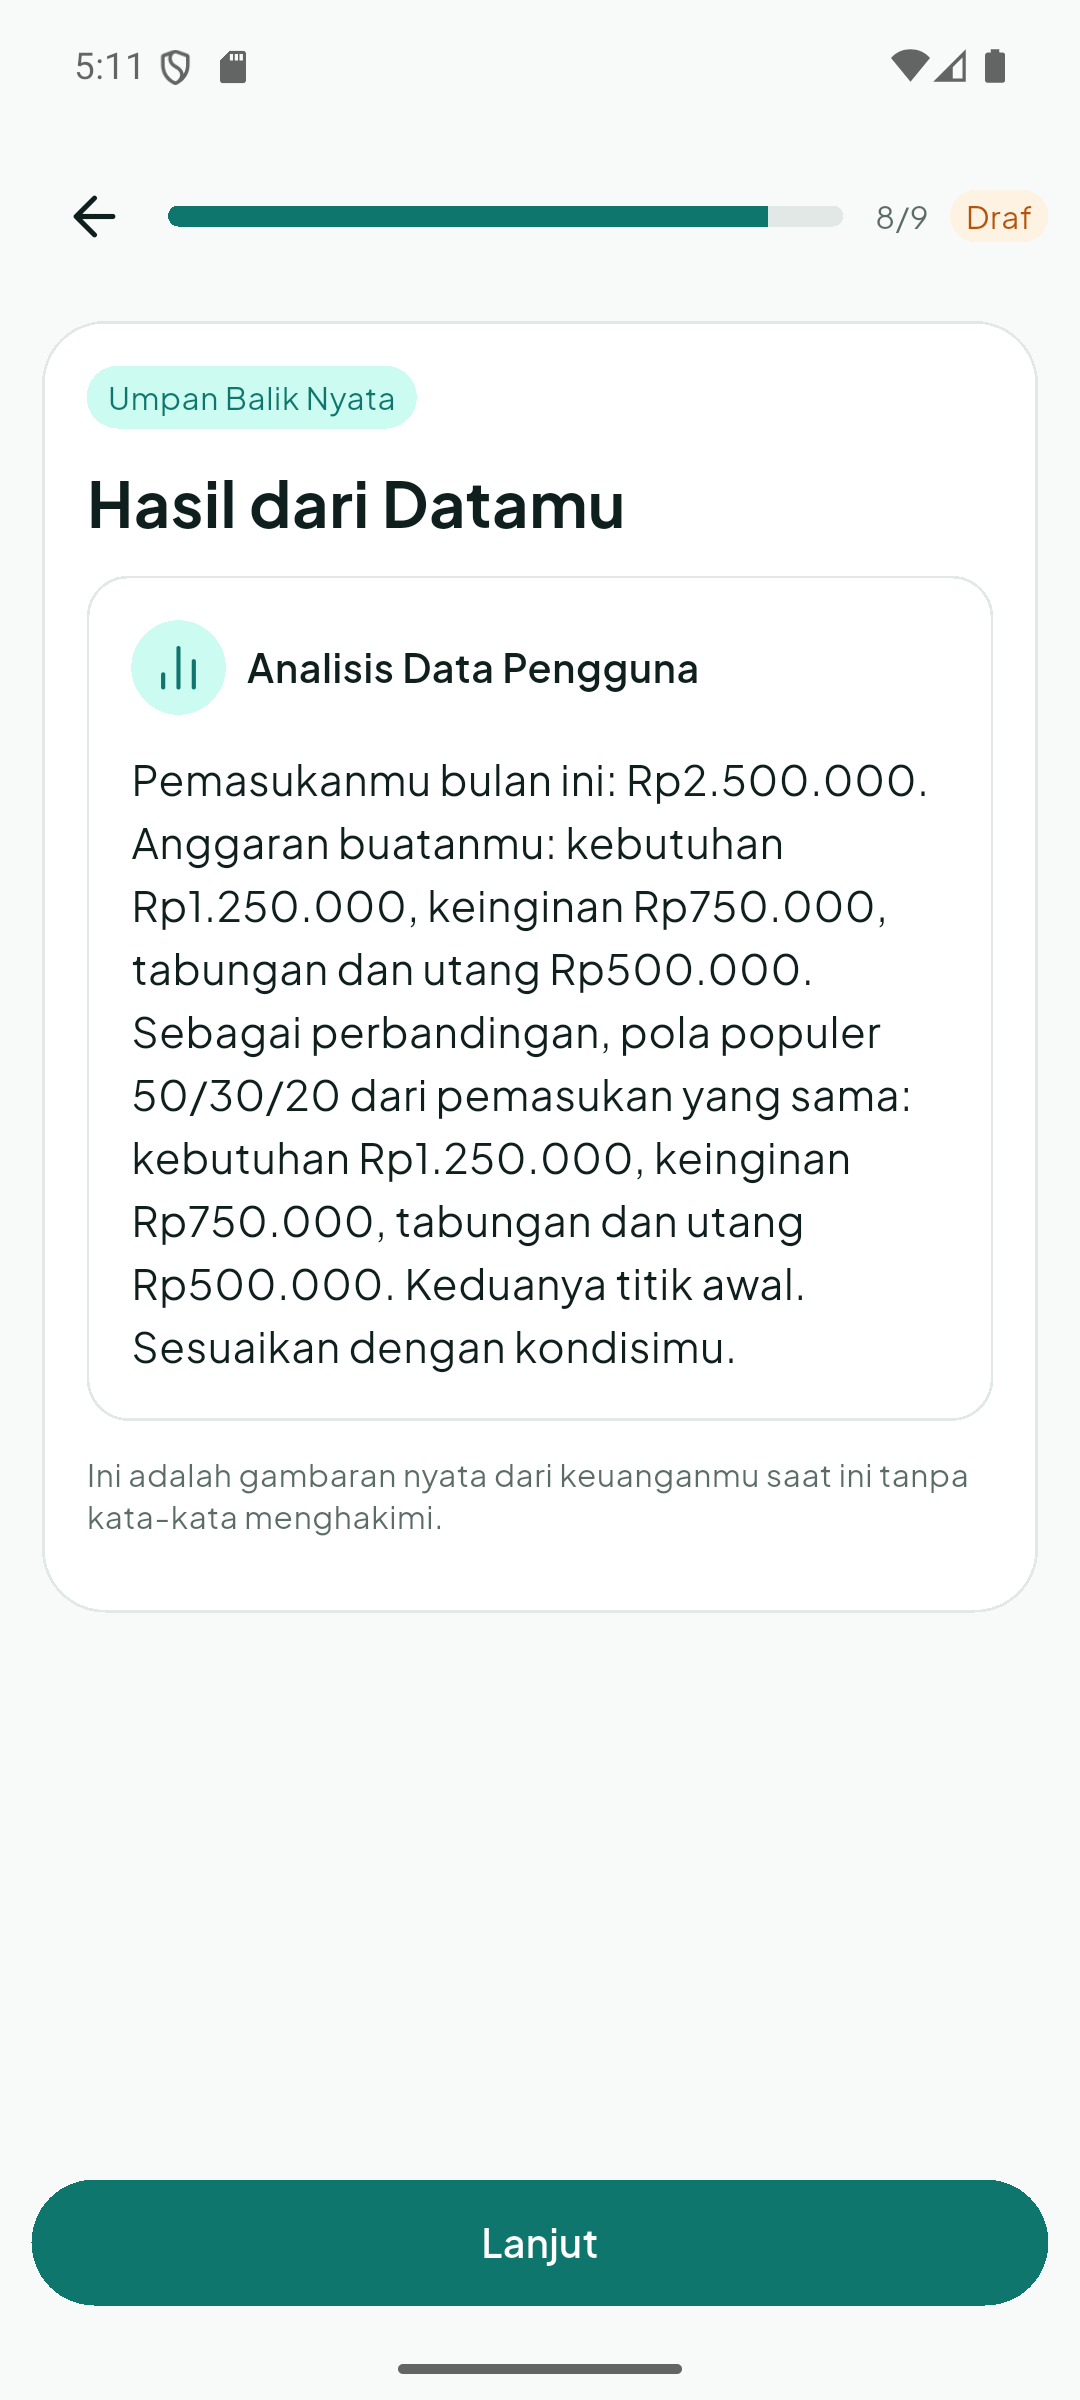 5:11
8/9 Draf
Umpan Balik Nyata
Hasil dari Datamu
Analisis Data Pengguna
Pemasukanmu bulan ini: Rp2.500.000.
Anggaran buatanmu: kebutuhan
Rp1.250.000, keinginan Rp750.000,
tabungan dan utang Rp500.000.
Sebagai perbandingan, pola populer
50/30/20 dari pemasukan yang sama:
kebutuhan Rp1.250.000, keinginan
Rp750.000, tabungan dan utang
Rp500.000. Keduanya titik awal.
Sesuaikan dengan kondisimu.
Ini adalah gambaran nyata dari keuanganmu saat ini tanpa
kata-kata menghakimi.
Lanjut